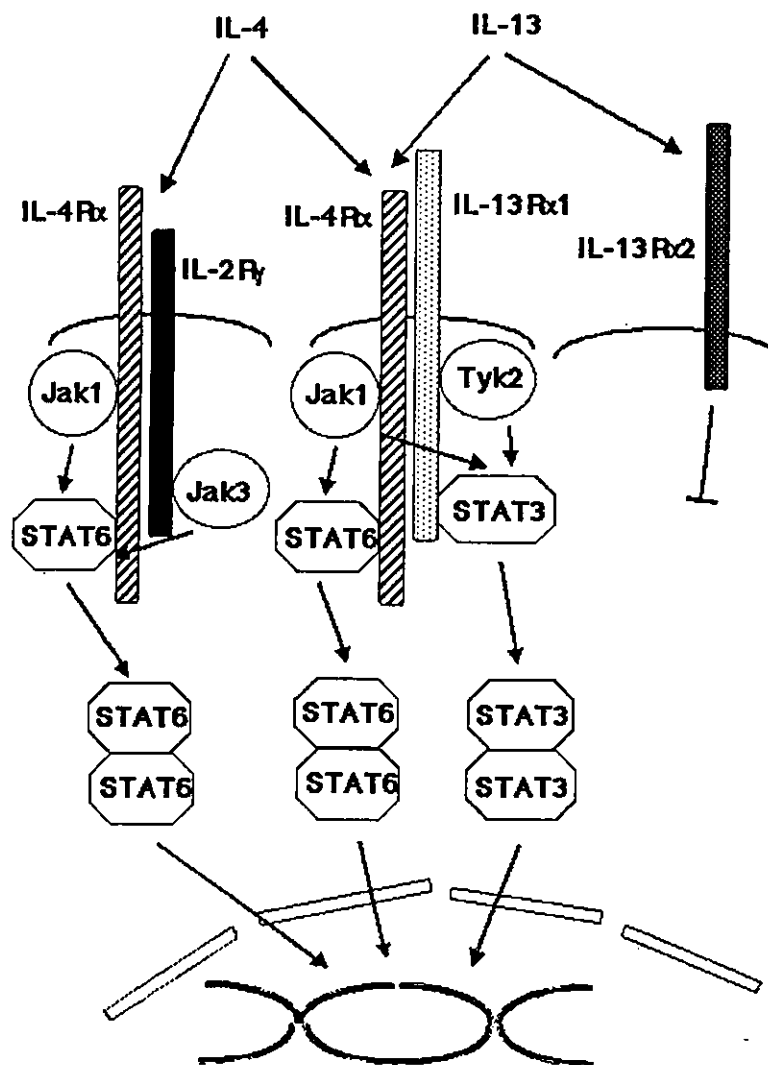 IL-4
IL-13
IL-4Rα
IL-2Rγ
IL-4Rα
IL-13Rα1
IL-13Rα2
Jak1
Jak3
Jak1
Tyk2
STAT6
STAT6
STAT3
STAT6
STAT6
STAT3
STAT6
STAT6
STAT3